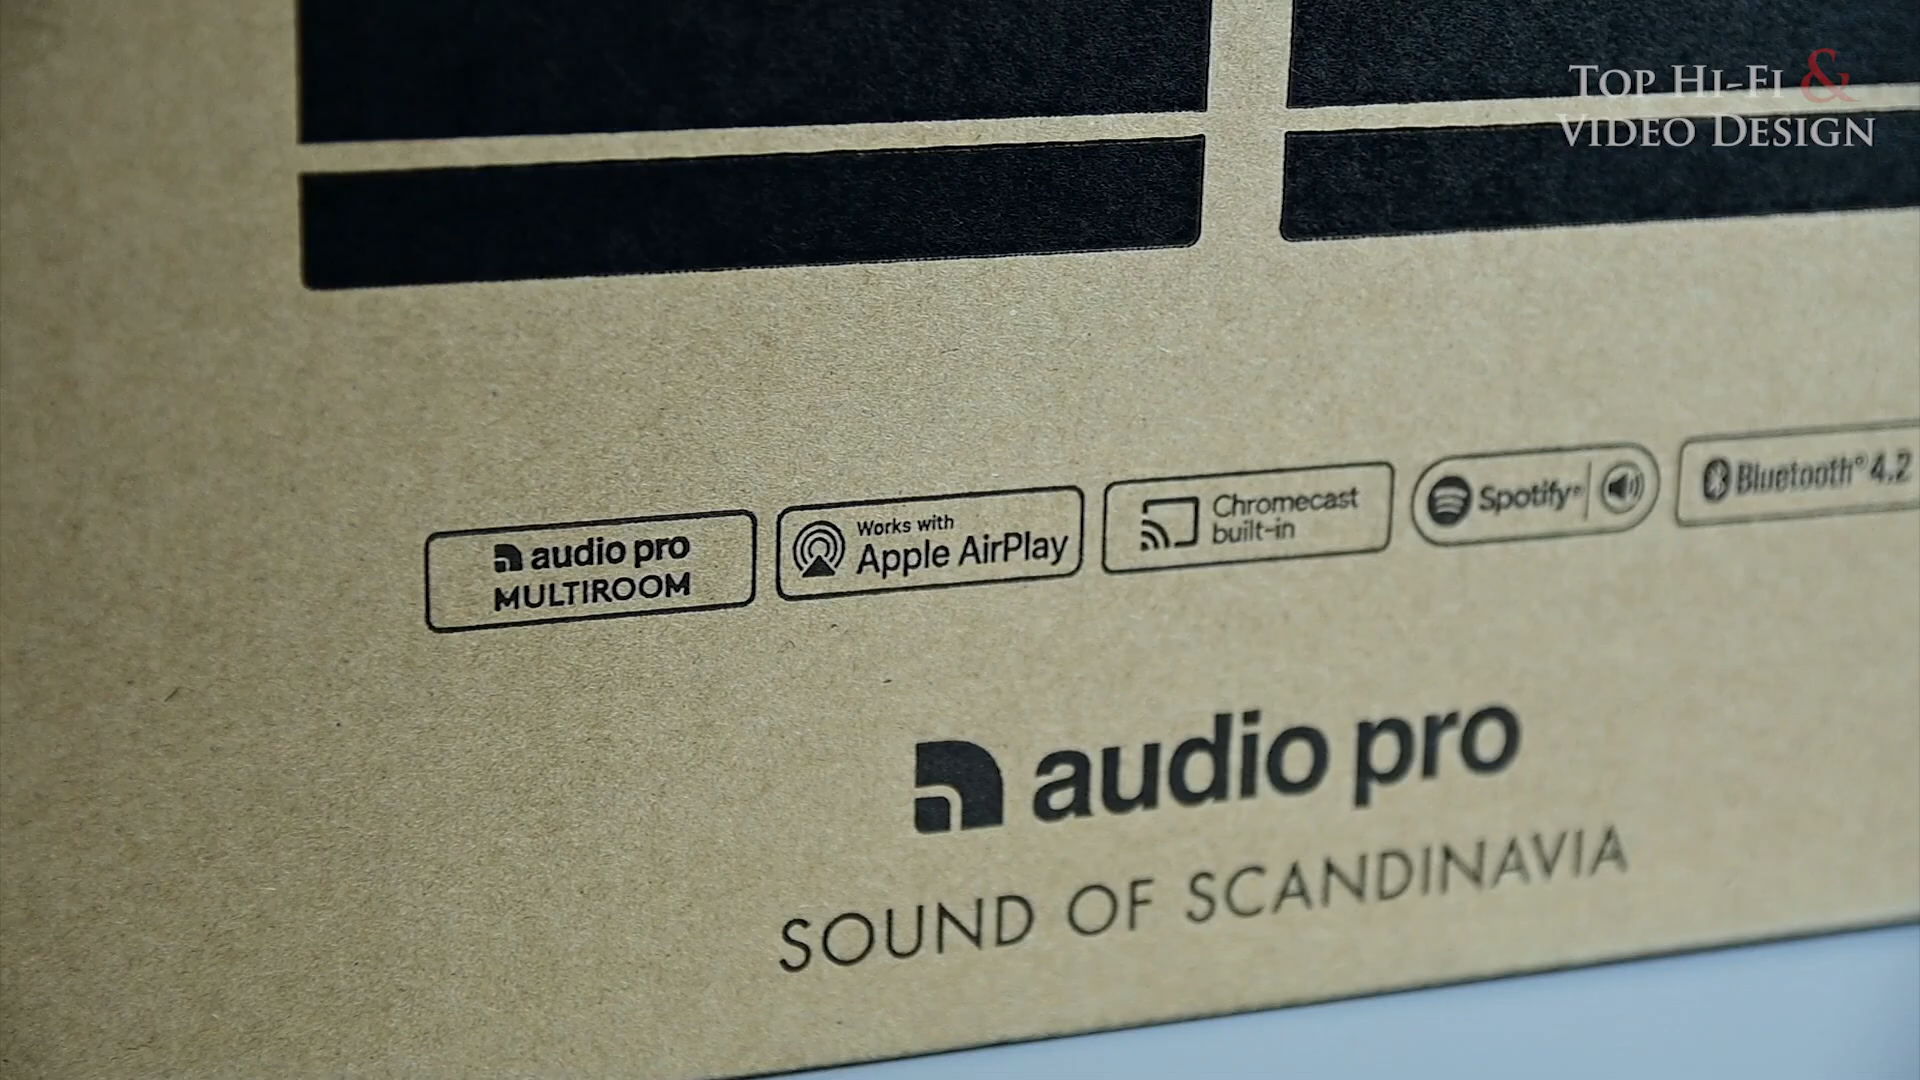 TOP HI-FI &
VIDEO DESIGN
audio pro
MULTIROOM
Works with
Apple AirPlay
Chromecast
built-in
Spotify®
Bluetooth® 4.2
audio pro
SOUND OF SCANDINAVIA